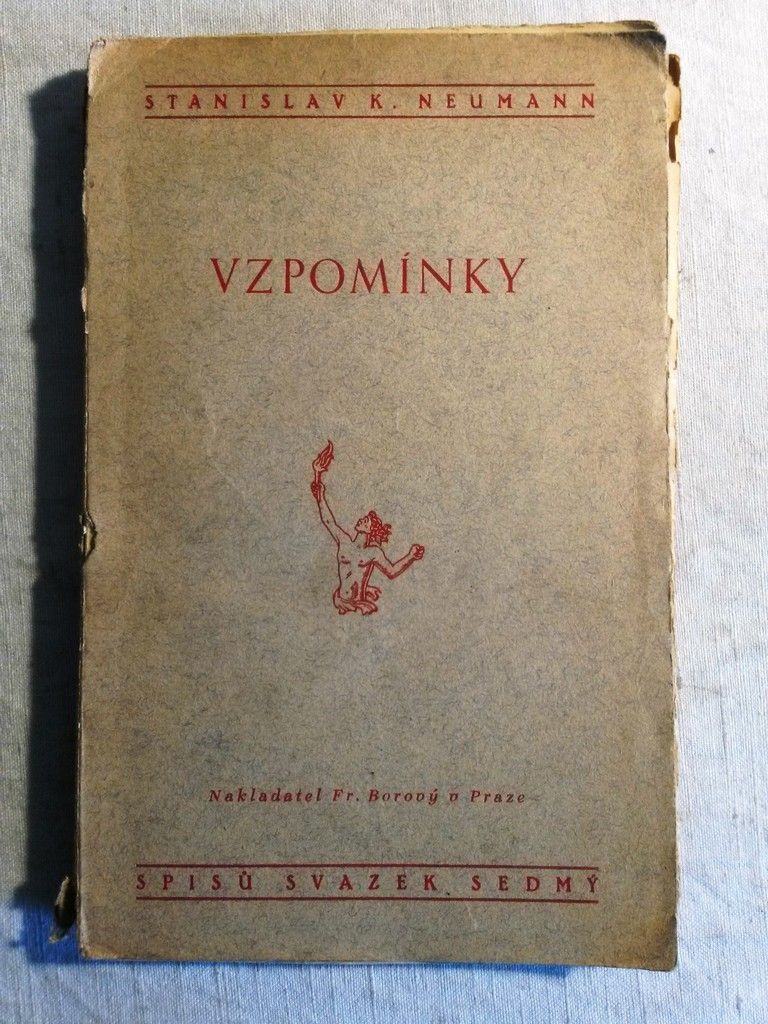 STANISLAV K. NEUMANN
VZPOMÍNKY
Nakladatel Fr. Borový v Praze
SPISŮ SVAZEK SEDMÝ